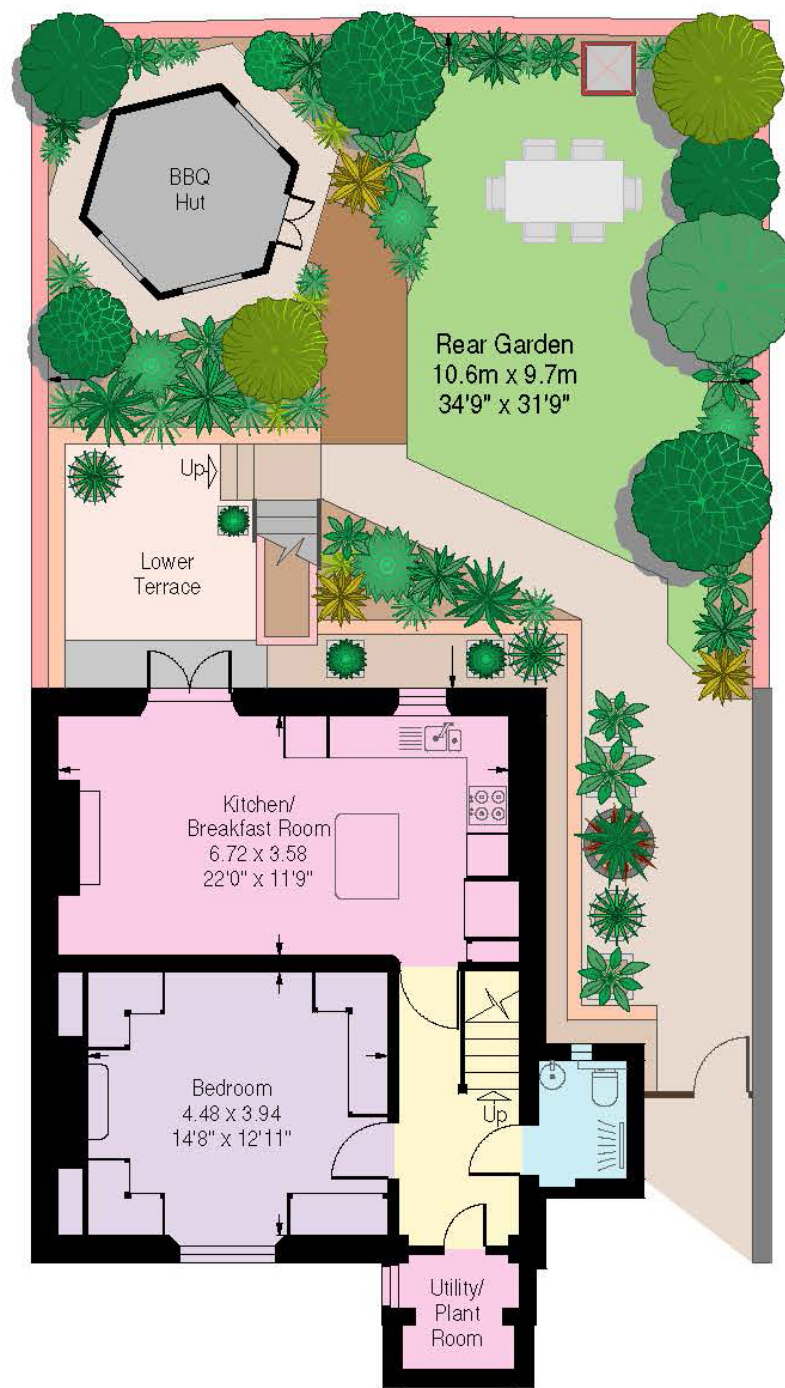 BBQ
Hut
Rear Garden
10.6m x 9.7m
34'9" x 31'9"
Up
Lower
Terrace
Kitchen/
Breakfast Room
6.72 x 3.58
22'0" x 11'9"
Bedroom
4.48 x 3.94
14'8" x 12'11"
Up
Utility/
Plant
Room